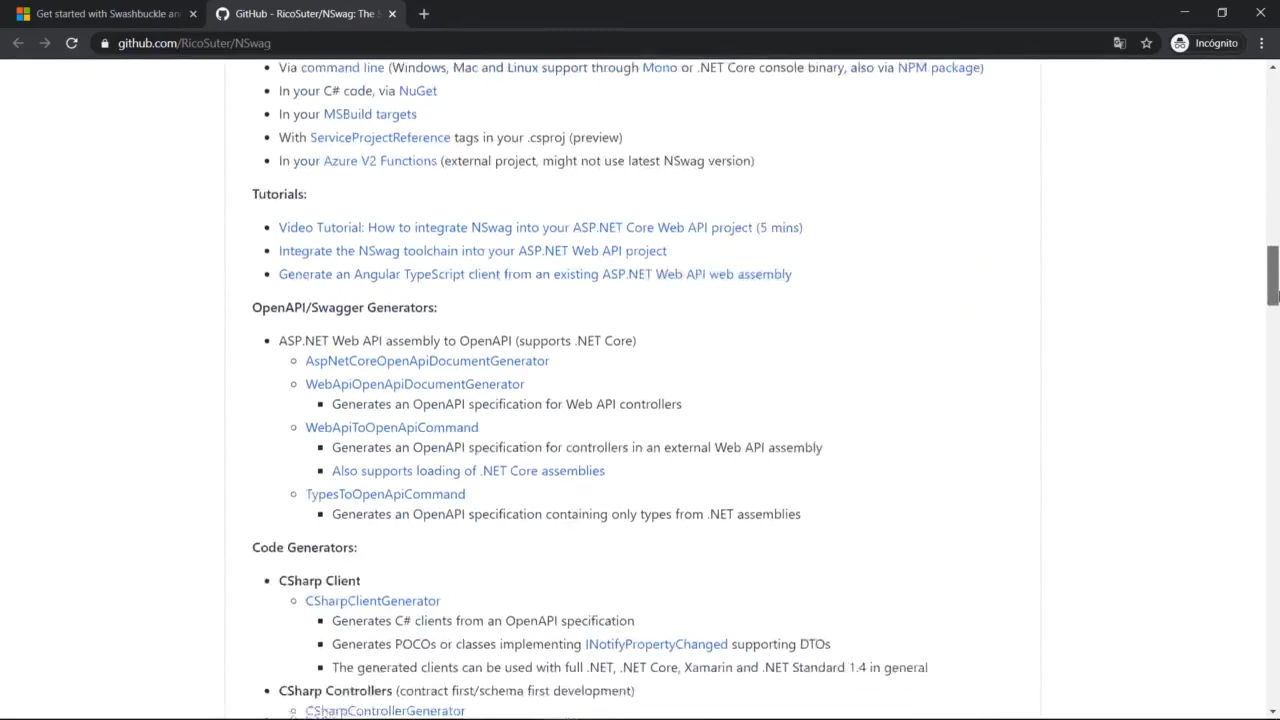 Get started with Swashbuckle an
GitHub - RicoSuter/NSwag: The S
github.com/RicoSuter/NSwag
Incógnito
Via command line (Windows, Mac and Linux support through Mono or .NET Core console binary, also via NPM package)
In your C# code, via NuGet
In your MSBuild targets
With ServiceProjectReference tags in your .csproj (preview)
In your Azure V2 Functions (external project, might not use latest NSwag version)
Tutorials:
Video Tutorial: How to integrate NSwag into your ASP.NET Core Web API project (5 mins)
Integrate the NSwag toolchain into your ASP.NET Web API project
Generate an Angular TypeScript client from an existing ASP.NET Web API web assembly
OpenAPI/Swagger Generators:
ASP.NET Web API assembly to OpenAPI (supports .NET Core)
AspNetCoreOpenApiDocumentGenerator
WebApiOpenApiDocumentGenerator
Generates an OpenAPI specification for Web API controllers
WebApiToOpenApiCommand
Generates an OpenAPI specification for controllers in an external Web API assembly
Also supports loading of .NET Core assemblies
TypesToOpenApiCommand
Generates an OpenAPI specification containing only types from .NET assemblies
Code Generators:
CSharp Client
CSharpClientGenerator
Generates C# clients from an OpenAPI specification
Generates POCOs or classes implementing INotifyPropertyChanged supporting DTOs
The generated clients can be used with full .NET, .NET Core, Xamarin and .NET Standard 1.4 in general
CSharp Controllers (contract first/schema first development)
CSharpControllerGenerator